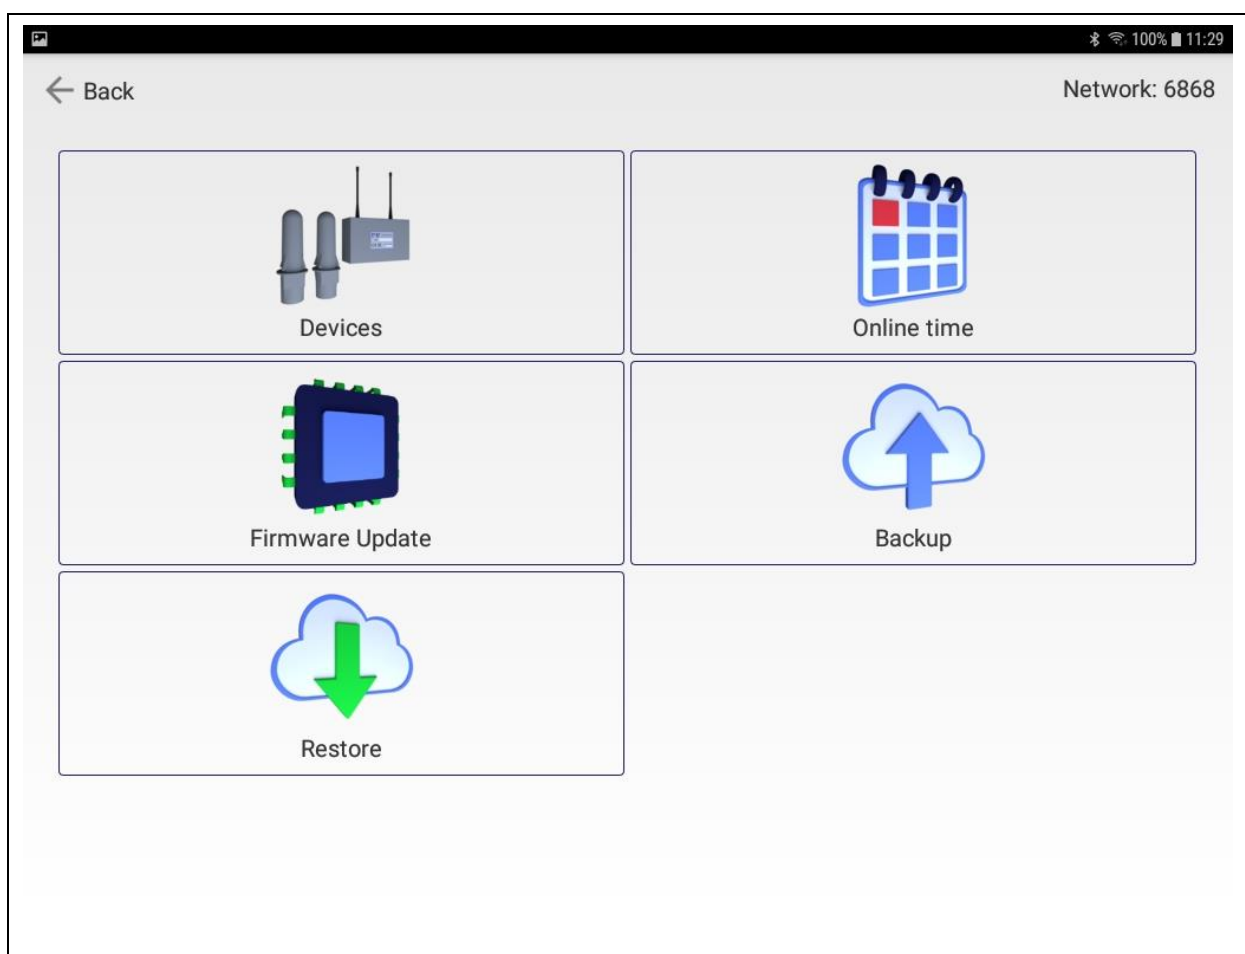 100% 11:29
Back
Network: 6868
Devices
Online time
Firmware Update
Backup
Restore